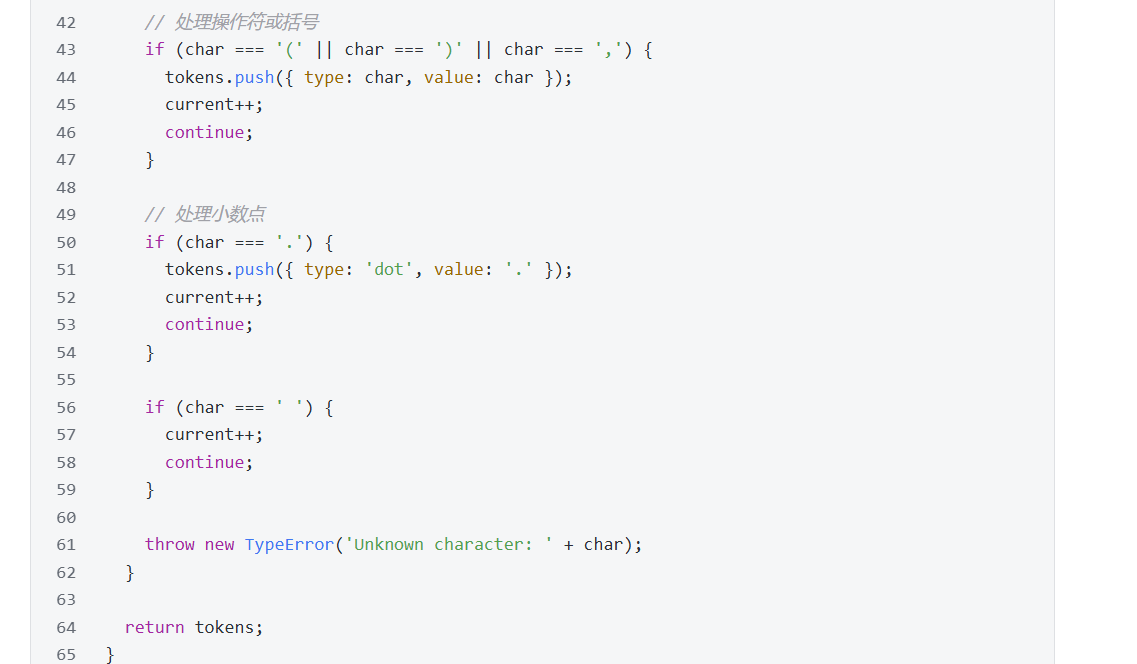 42 // 处理操作符或括号
43 if (char === '(' || char === ')' || char === ',') {
44 tokens.push({ type: char, value: char });
45 current++;
46 continue;
47 }
48
49 // 处理小数点
50 if (char === '.') {
51 tokens.push({ type: 'dot', value: '.' });
52 current++;
53 continue;
54 }
55
56 if (char === ' ') {
57 current++;
58 continue;
59 }
60
61 throw new TypeError('Unknown character: ' + char);
62 }
63
64 return tokens;
65 }